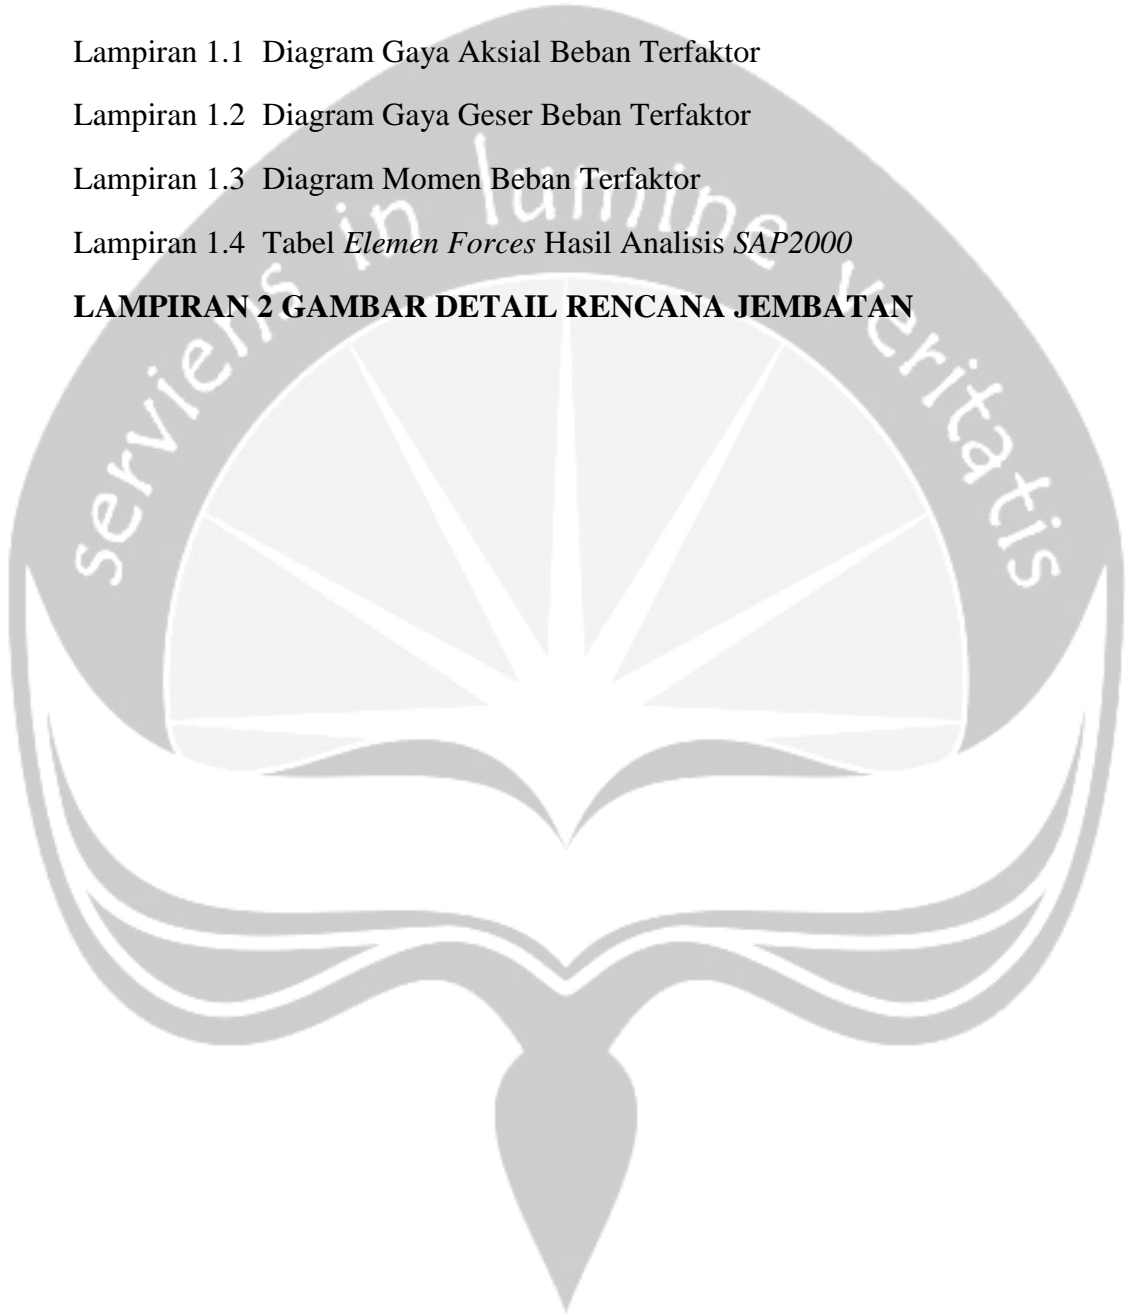 Lampiran 1.1 Diagram Gaya Aksial Beban Terfaktor
Lampiran 1.2 Diagram Gaya Geser Beban Terfaktor
Lampiran 1.3 Diagram Momen Beban Terfaktor
Lampiran 1.4 Tabel Elemen Forces Hasil Analisis SAP2000
LAMPIRAN 2 GAMBAR DETAIL RENCANA JEMBATAN
serviens in lumine veritatis